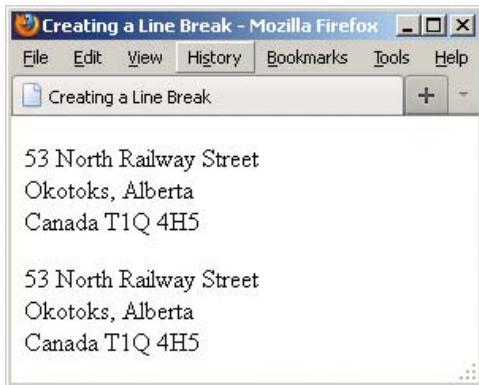 Creating a Line Break - Mozilla Firefox
File Edit View History Bookmarks Tools Help
Creating a Line Break
53 North Railway Street
Okotoks, Alberta
Canada T1Q 4H5
53 North Railway Street
Okotoks, Alberta
Canada T1Q 4H5